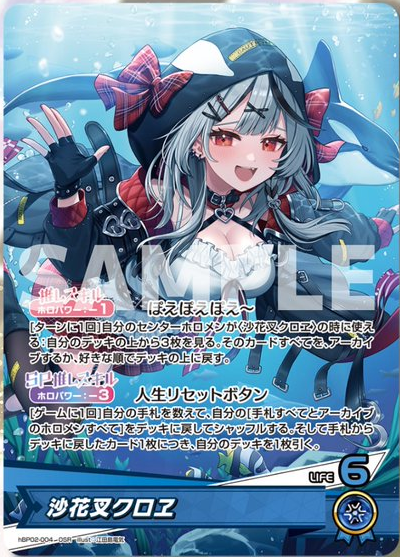 SAMPLE
推しスキル
ホロパワー：-1
ぽえぽえぽえ～
[ターンに1回]自分のセンターホロメンが〈沙花叉クロヱ〉の時に使え
る：自分のデッキの上から3枚を見る。そのカードすべてを、アーカイ
ブするか、好きな順でデッキの上に戻す。
SP推しスキル
ホロパワー：-3
人生リセットボタン
[ゲームに1回]自分の手札を数えて、自分の[手札すべてとアーカイブ
のホロメンすべて]をデッキに戻してシャッフルする。そして手札から
デッキに戻したカード1枚につき、自分のデッキを1枚引く。
LIFE 6
沙花叉クロヱ
hBP02-004 OSR illust：江田島電気